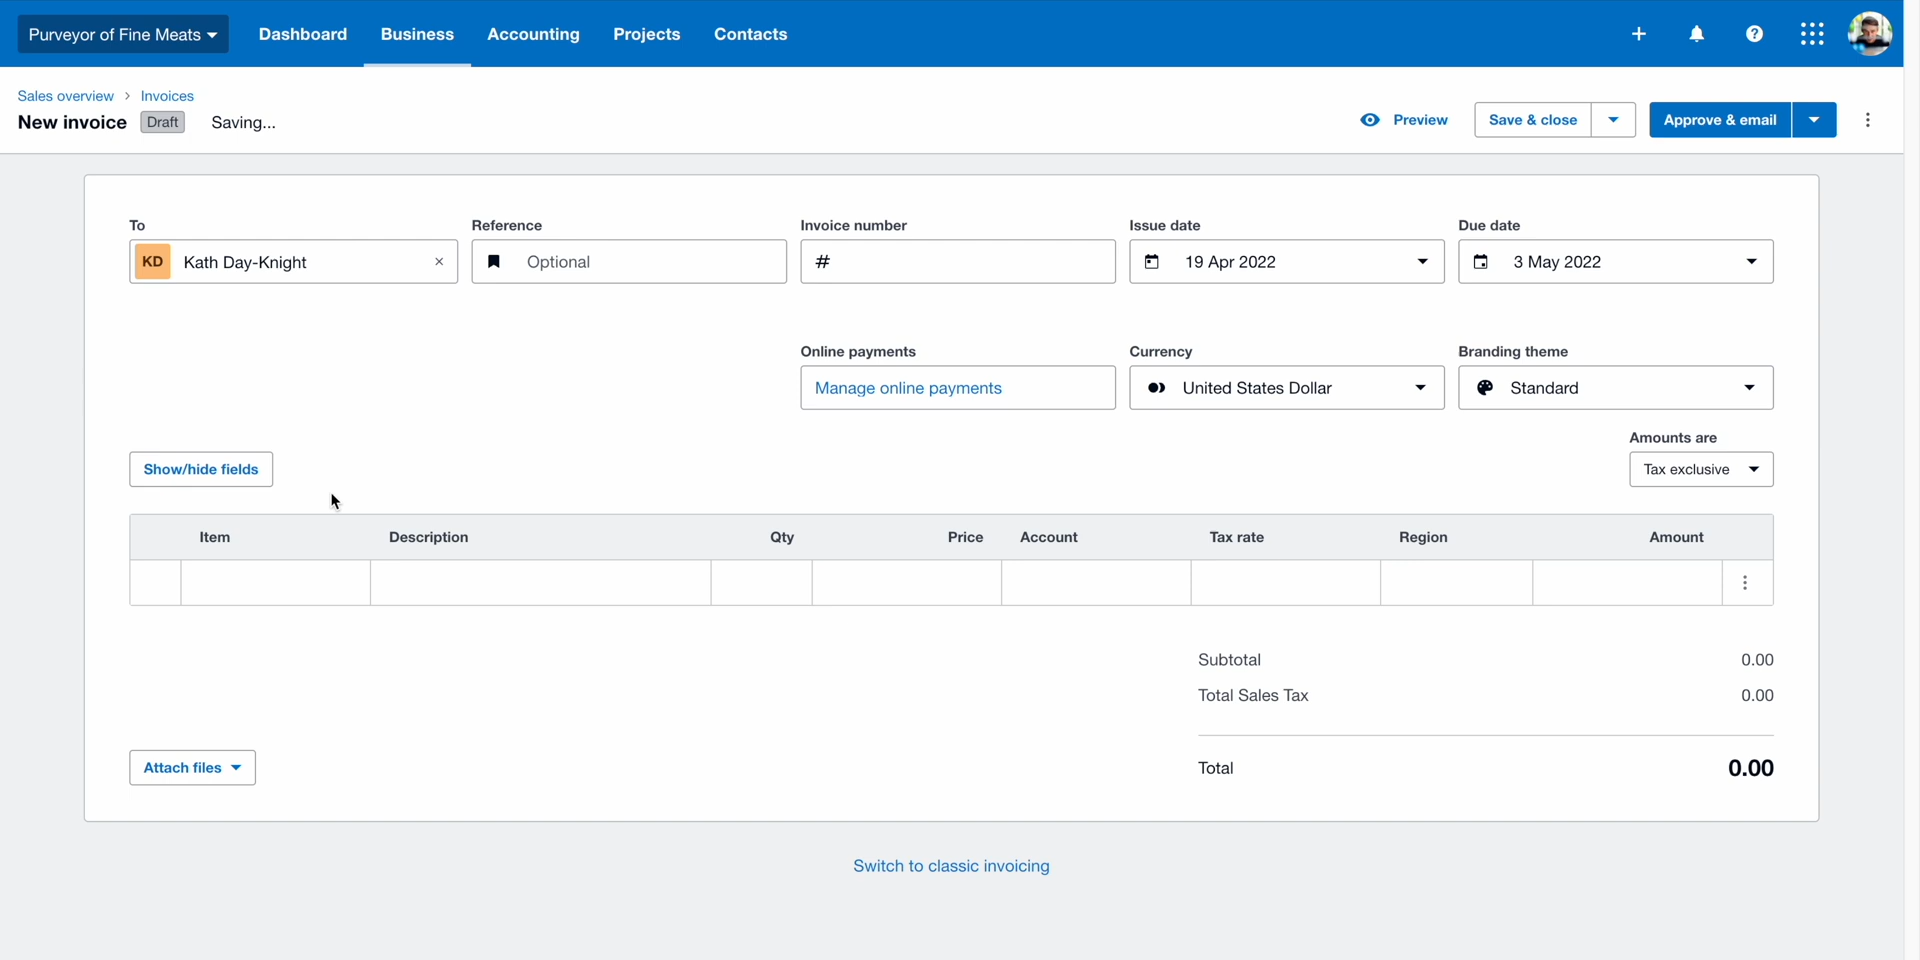 Purveyor of Fine Meats Dashboard Business Accounting Projects Contacts
Sales overview > Invoices
New invoice Draft Saving...
Preview Save & close Approve & email
To Reference Invoice number Issue date Due date
KD Kath Day-Knight × Optional # 19 Apr 2022 3 May 2022
Online payments Currency Branding theme
Manage online payments United States Dollar Standard
Amounts are
Show/hide fields Tax exclusive
Item Description Qty Price Account Tax rate Region Amount
Subtotal 0.00
Total Sales Tax 0.00
Attach files Total 0.00
Switch to classic invoicing